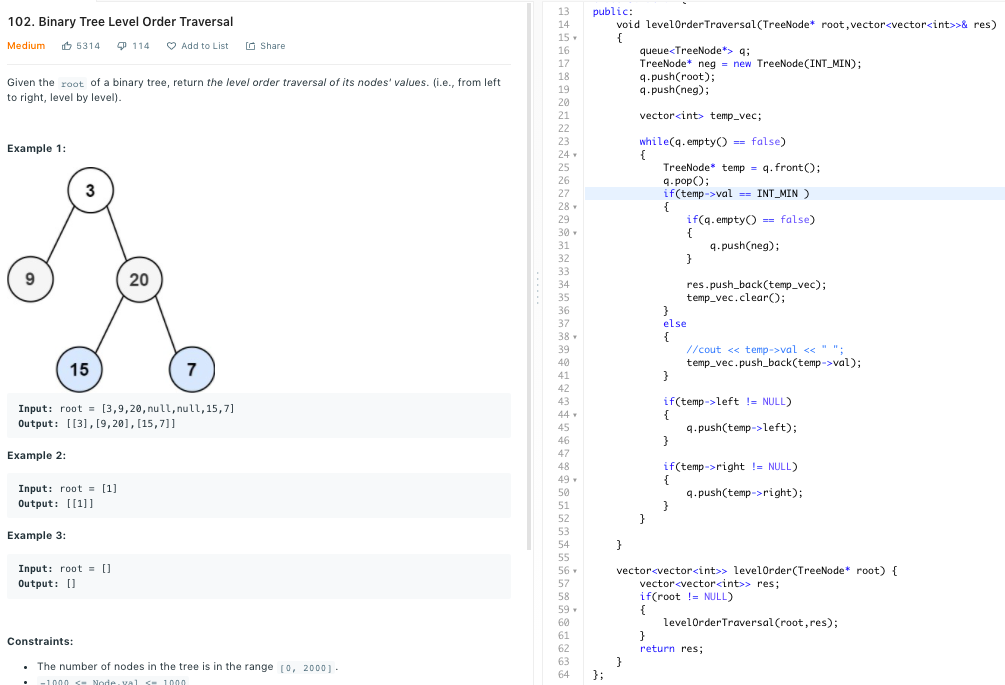 102. Binary Tree Level Order Traversal
Medium 5314 114 Add to List Share
Given the root of a binary tree, return the level order traversal of its nodes' values. (i.e., from left
to right, level by level).
Example 1:
3
9
20
15
7
Input: root = [3,9,20,null,null,15,7]
Output: [[3],[9,20],[15,7]]
Example 2:
Input: root = [1]
Output: [[1]]
Example 3:
Input: root = []
Output: []
Constraints:
• The number of nodes in the tree is in the range [0, 2000].
• -1000 <= Node.val <= 1000
13 public:
14 void levelOrderTraversal(TreeNode* root,vector<vector<int>>& res)
15 {
16 queue<TreeNode*> q;
17 TreeNode* neg = new TreeNode(INT_MIN);
18 q.push(root);
19 q.push(neg);
20
21 vector<int> temp_vec;
22
23 while(q.empty() == false)
24 {
25 TreeNode* temp = q.front();
26 q.pop();
27 if(temp->val == INT_MIN )
28 {
29 if(q.empty() == false)
30 {
31 q.push(neg);
32 }
33
34 res.push_back(temp_vec);
35 temp_vec.clear();
36 }
37 else
38 {
39 //cout << temp->val << " ";
40 temp_vec.push_back(temp->val);
41 }
42
43 if(temp->left != NULL)
44 {
45 q.push(temp->left);
46 }
47
48 if(temp->right != NULL)
49 {
50 q.push(temp->right);
51 }
52 }
53
54 }
55
56 vector<vector<int>> levelOrder(TreeNode* root) {
57 vector<vector<int>> res;
58 if(root != NULL)
59 {
60 levelOrderTraversal(root,res);
61 }
62 return res;
63 }
64 };